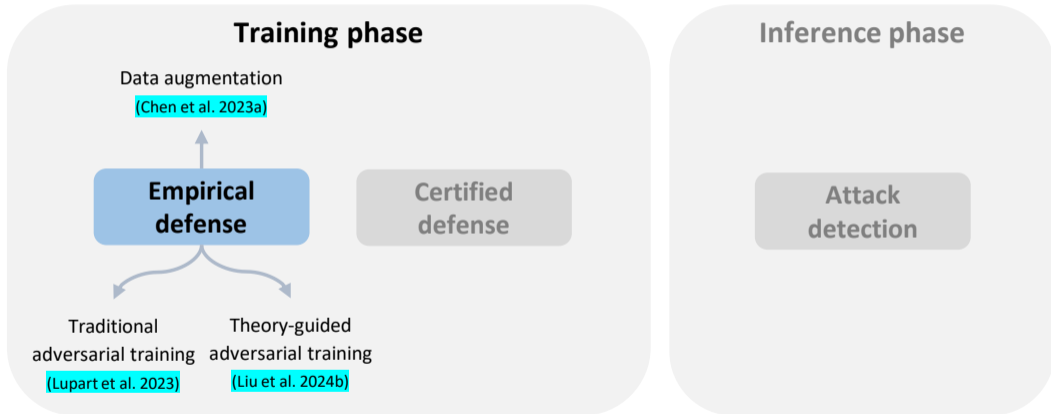 Training phase
Data augmentation
(Chen et al. 2023a)
Empirical
defense
Certified
defense
Traditional
adversarial training
(Lupart et al. 2023)
Theory-guided
adversarial training
(Liu et al. 2024b)
Inference phase
Attack
detection